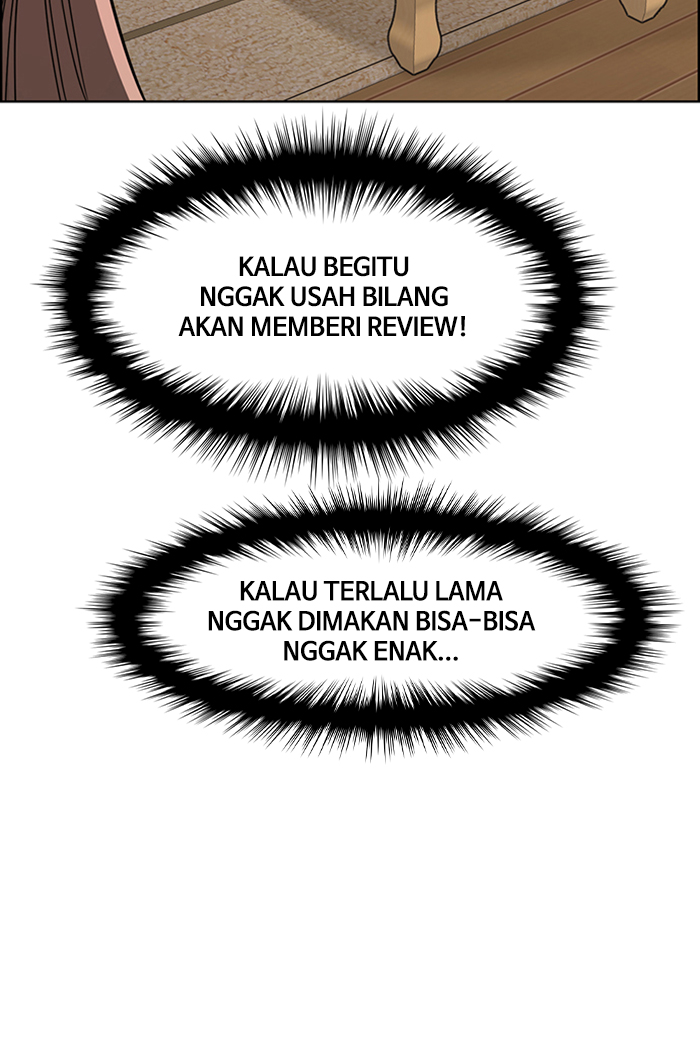 KALAU BEGITU
NGGAK USAH BILANG
AKAN MEMBERI REVIEW!
KALAU TERLALU LAMA
NGGAK DIMAKAN BISA-BISA
NGGAK ENAK...